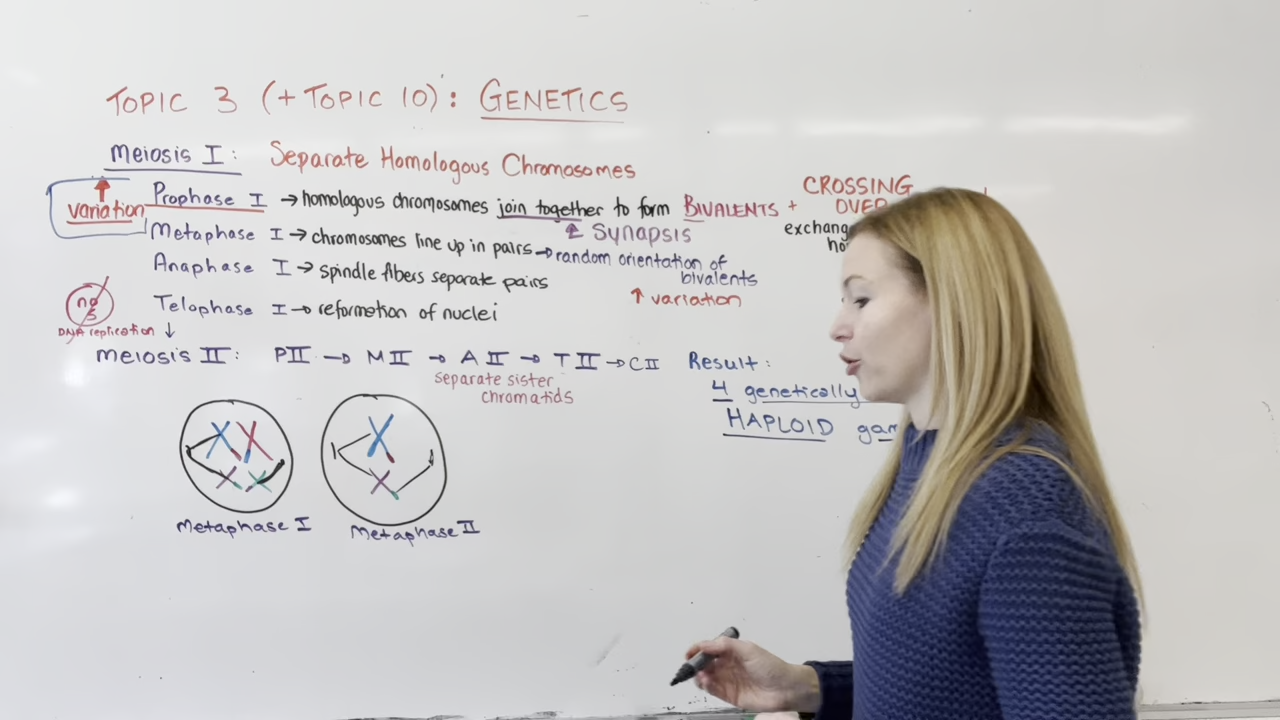 TOPIC 3 (+ TOPIC 10): GENETICS
Meiosis I: Separate Homologous Chromosomes
variation
Prophase I → homologous chromosomes join together to form BIVALENTS +
CROSSING
OVER
Synapsis
Metaphase I → chromosomes line up in pairs → random orientation of
bivalents
↑ variation
Anaphase I → spindle fibers separate pairs
Telophase I → reformation of nuclei
no
S
DNA replication ↓
Meiosis II: PII → MII → AII → TII → CII
separate sister
chromatids
Result:
4 genetically
HAPLOID
Metaphase I
Metaphase II